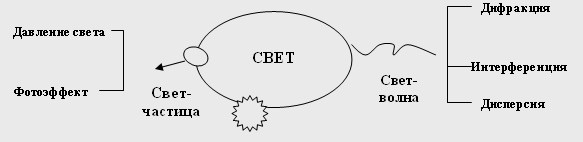 Давление света
Фотоэффект
Свет-
частица
СВЕТ
Свет-
волна
Дифракция
Интерференция
Дисперсия